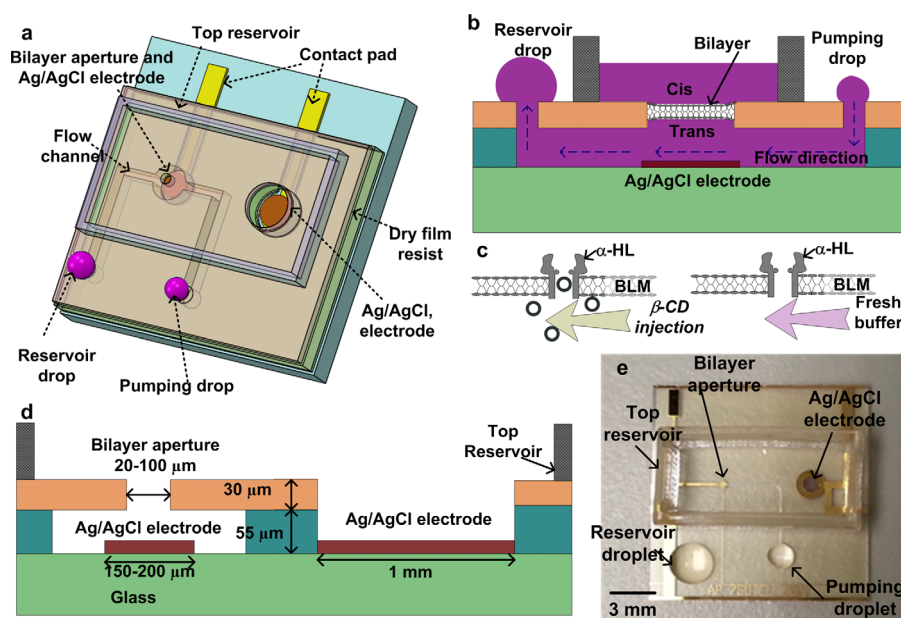 a
Top reservoir
Bilayer aperture and
Ag/AgCl electrode
Contact pad
Flow
channel
Dry film
resist
Ag/AgCl,
electrode
Reservoir
drop
Pumping drop
b
Reservoir
drop
Bilayer
Pumping
drop
Cis
Trans
Flow direction
Ag/AgCl electrode
c
α-HL
BLM
β-CD
injection
α-HL
BLM
Fresh
buffer
d
Bilayer aperture
20-100 µm
Top
Reservoir
30 µm
Ag/AgCl electrode
55 µm
Ag/AgCl electrode
150-200 µm
1 mm
Glass
e
Bilayer
aperture
Top
reservoir
Ag/AgCl
electrode
Reservoir
droplet
Pumping
droplet
3 mm